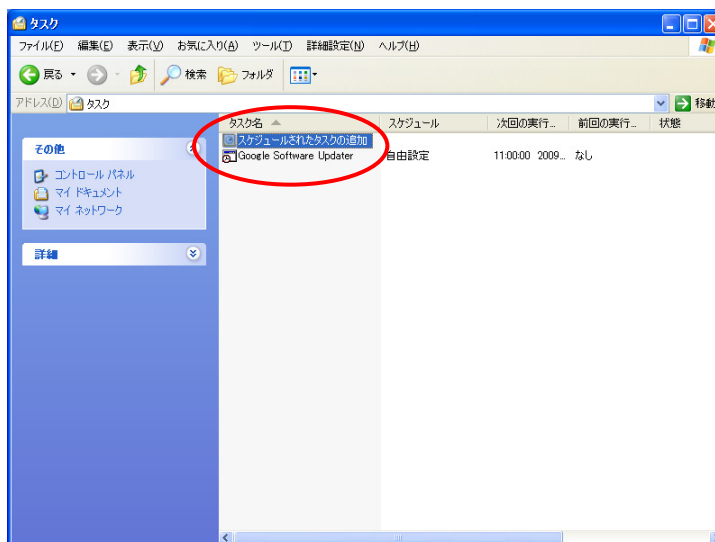 タスク
ファイル(F) 編集(E) 表示(V) お気に入り(A) ツール(T) 詳細設定(N) ヘルプ(H)
戻る 検索 フォルダ
アドレス(D) タスク 移動
タスク名 スケジュール 次回の実行... 前回の実行... 状態
スケジュールされたタスクの追加
Google Software Updater 自由設定 11:00:00 2009... なし
その他
コントロール パネル
マイ ドキュメント
マイ ネットワーク
詳細